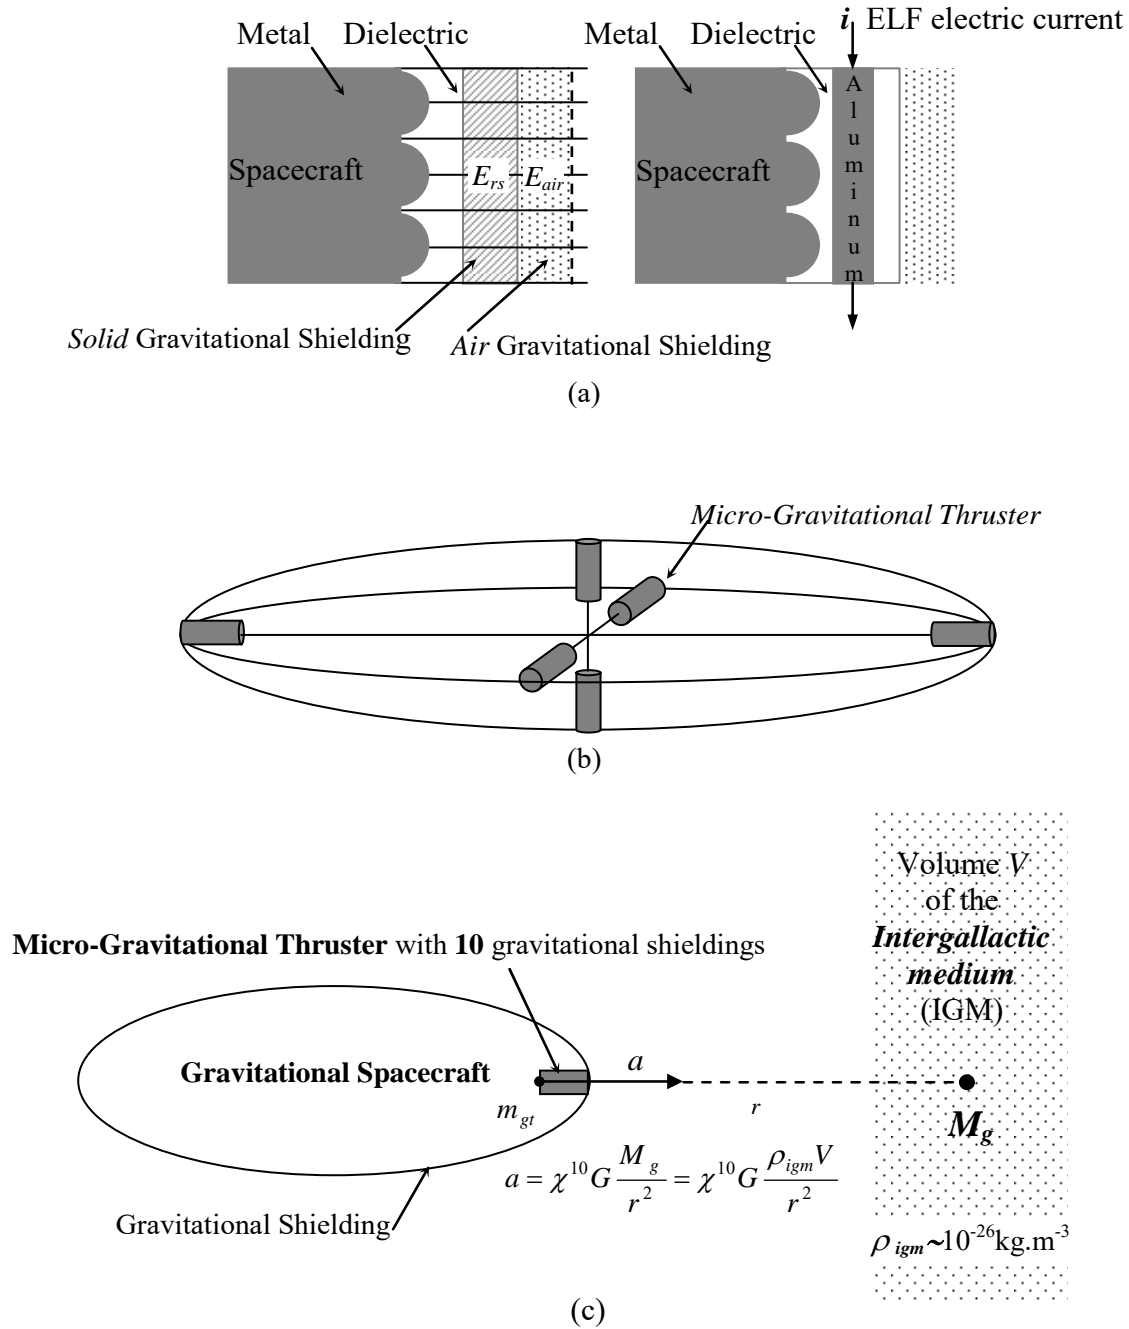 i ELF electric current
Metal Dielectric Metal Dielectric
Spacecraft E_rs E_air Spacecraft Aluminum
Solid Gravitational Shielding
Air Gravitational Shielding
(a)
Micro-Gravitational Thruster
(b)
Volume V
of the
Intergallactic
medium
(IGM)
Micro-Gravitational Thruster with 10 gravitational shieldings
Gravitational Spacecraft
a
m_gt
r
M_g
a = χ^10 G M_g / r^2 = χ^10 G ρ_igm V / r^2
Gravitational Shielding
ρ_igm ~10^-26 kg.m^-3
(c)